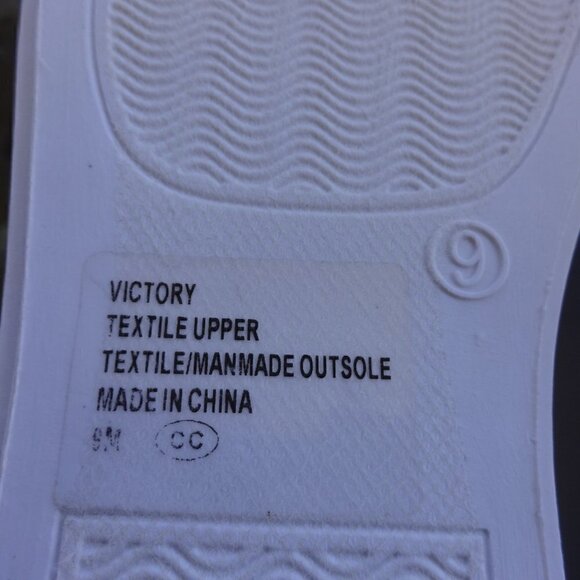 9
VICTORY
TEXTILE UPPER
TEXTILE/MANMADE OUTSOLE
MADE IN CHINA
9M CC